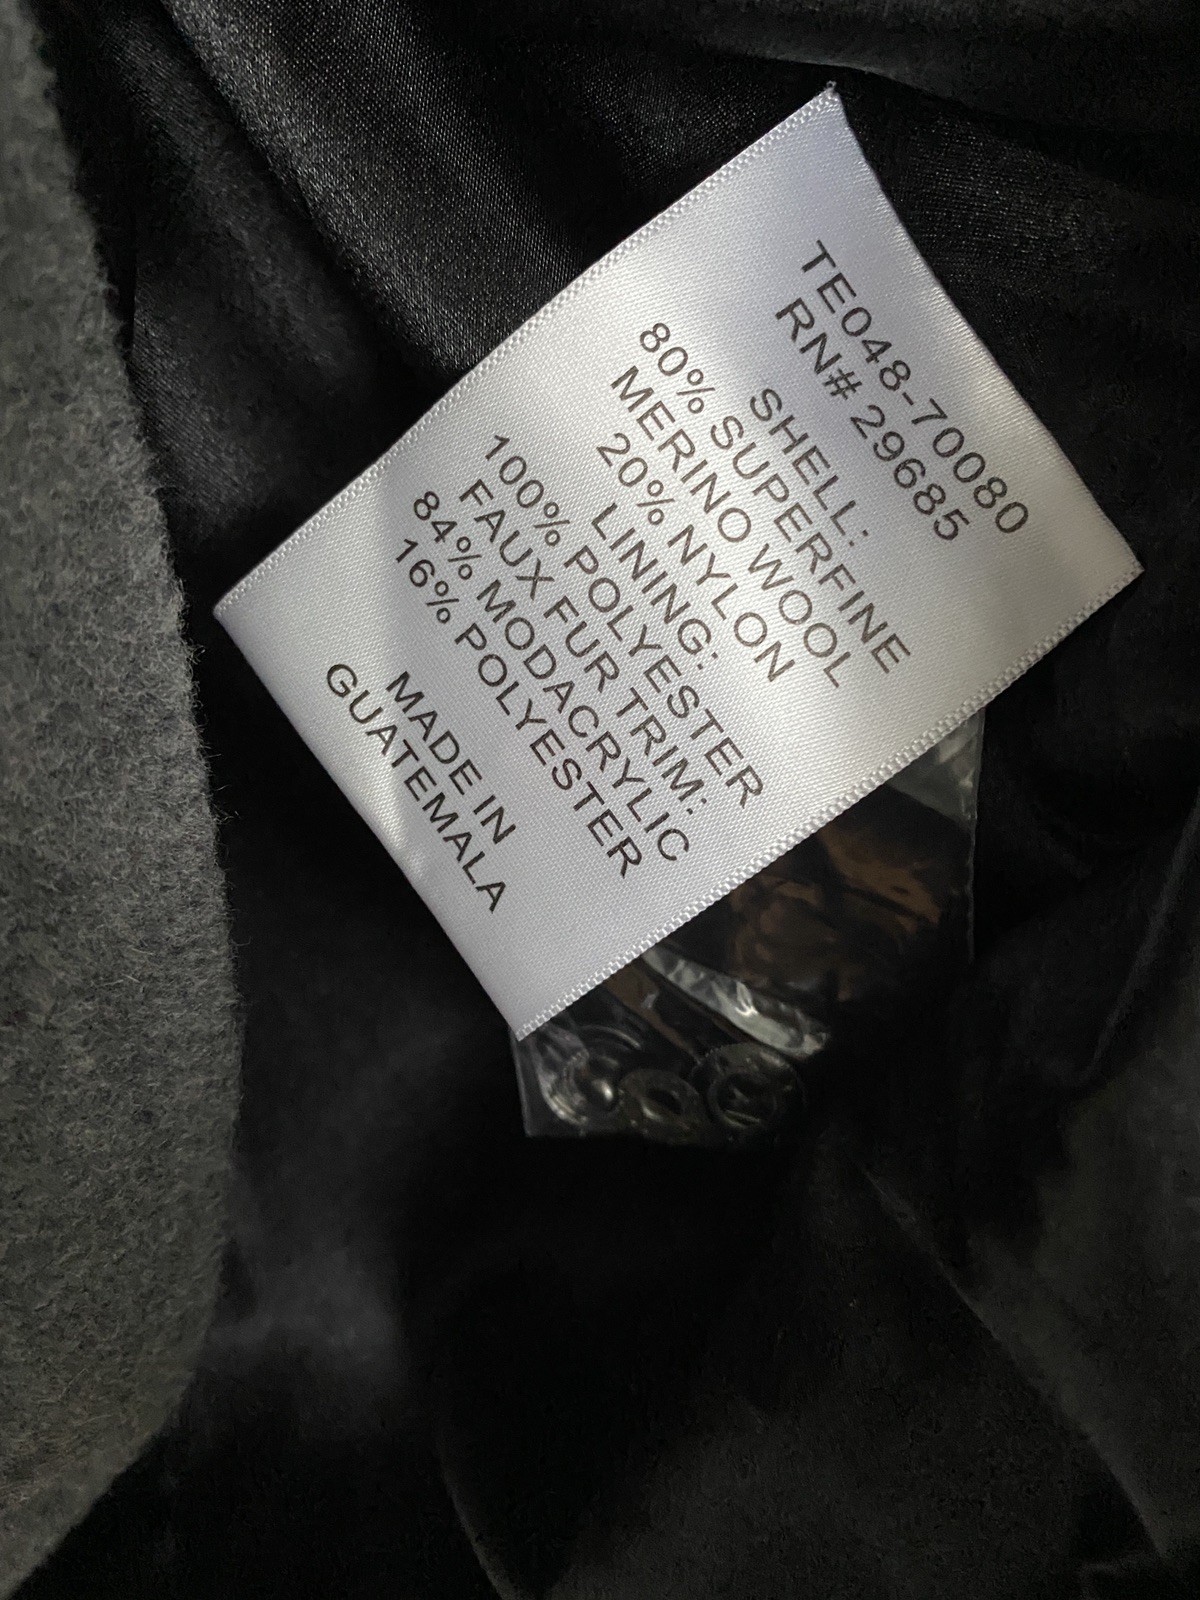 TE048-70080
RN# 29685
SHELL:
80% SUPERFINE
MERINO WOOL
20% NYLON
LINING:
100% POLYESTER
FAUX FUR TRIM:
84% MODACRYLIC
16% POLYESTER
MADE IN
GUATEMALA